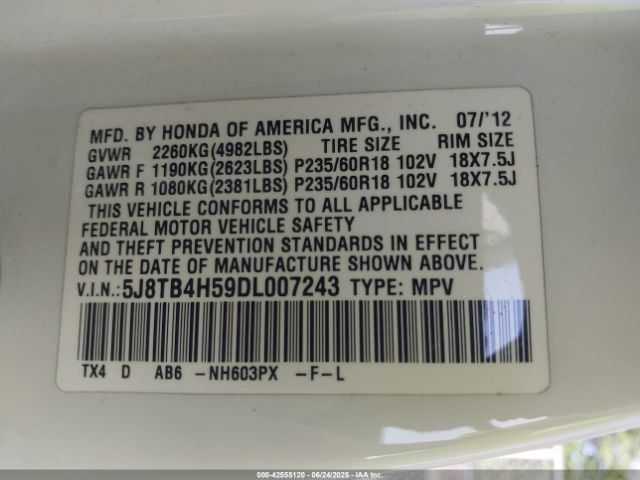 MFD. BY HONDA OF AMERICA MFG., INC. 07/'12
GVWR 2260KG(4982LBS) TIRE SIZE RIM SIZE
GAWR F 1190KG(2623LBS) P235/60R18 102V 18X7.5J
GAWR R 1080KG(2381LBS) P235/60R18 102V 18X7.5J
THIS VEHICLE CONFORMS TO ALL APPLICABLE
FEDERAL MOTOR VEHICLE SAFETY
AND THEFT PREVENTION STANDARDS IN EFFECT
ON THE DATE OF MANUFACTURE SHOWN ABOVE.
V.I.N.:5J8TB4H59DL007243 TYPE: MPV
TX4 D AB6 -NH603PX -F-L
000-42555120 - 06/24/2025 - IAAI.COM